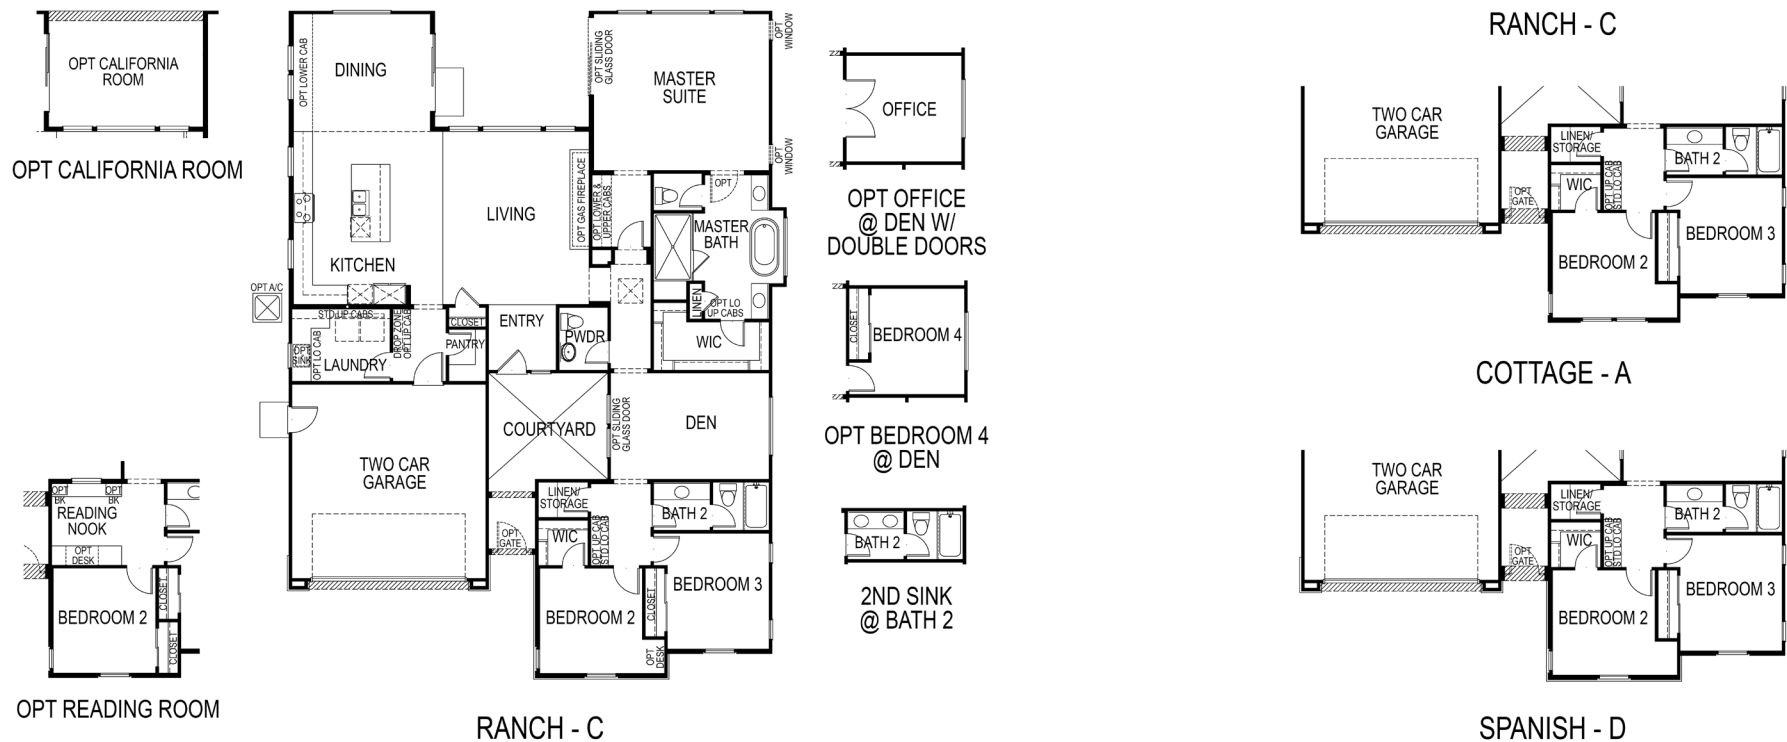 OPT CALIFORNIA
ROOM
OPT CALIFORNIA ROOM
OPT
BK
OPT
BK
READING
NOOK
OPT
DESK
BEDROOM 2
CLOSET
CLOSET
OPT READING ROOM
OPT LOWER CAB
DINING
OPT SLIDING
GLASS DOOR
MASTER
SUITE
OPT
WINDOW
OPT
WINDOW
KITCHEN
LIVING
OPT GAS FIREPLACE
OPT LOWER &
UPPER CABS
OPT
MASTER
BATH
LINEN
OPT LO
UP CABS
WIC
OPT A/C
STD UP CABS
OPT LO CAB
OPT
SINK
LAUNDRY
DROP ZONE
OPT UP CAB
CLOSET
PANTRY
ENTRY
PWDR
COURTYARD
OPT SLIDING
GLASS DOOR
DEN
TWO CAR
GARAGE
OPT
GATE
LINEN/
STORAGE
WIC
OPT UP CAB
STD LO CAB
BATH 2
BEDROOM 2
CLOSET
OPT
DESK
BEDROOM 3
RANCH - C
OFFICE
OPT OFFICE
@ DEN W/
DOUBLE DOORS
CLOSET
BEDROOM 4
OPT BEDROOM 4
@ DEN
BATH 2
2ND SINK
@ BATH 2
RANCH - C
TWO CAR
GARAGE
OPT
GATE
LINEN/
STORAGE
WIC
OPT UP CAB
STD LO CAB
BATH 2
BEDROOM 2
BEDROOM 3
COTTAGE - A
TWO CAR
GARAGE
OPT
GATE
LINEN/
STORAGE
WIC
OPT UP CAB
STD LO CAB
BATH 2
BEDROOM 2
BEDROOM 3
SPANISH - D